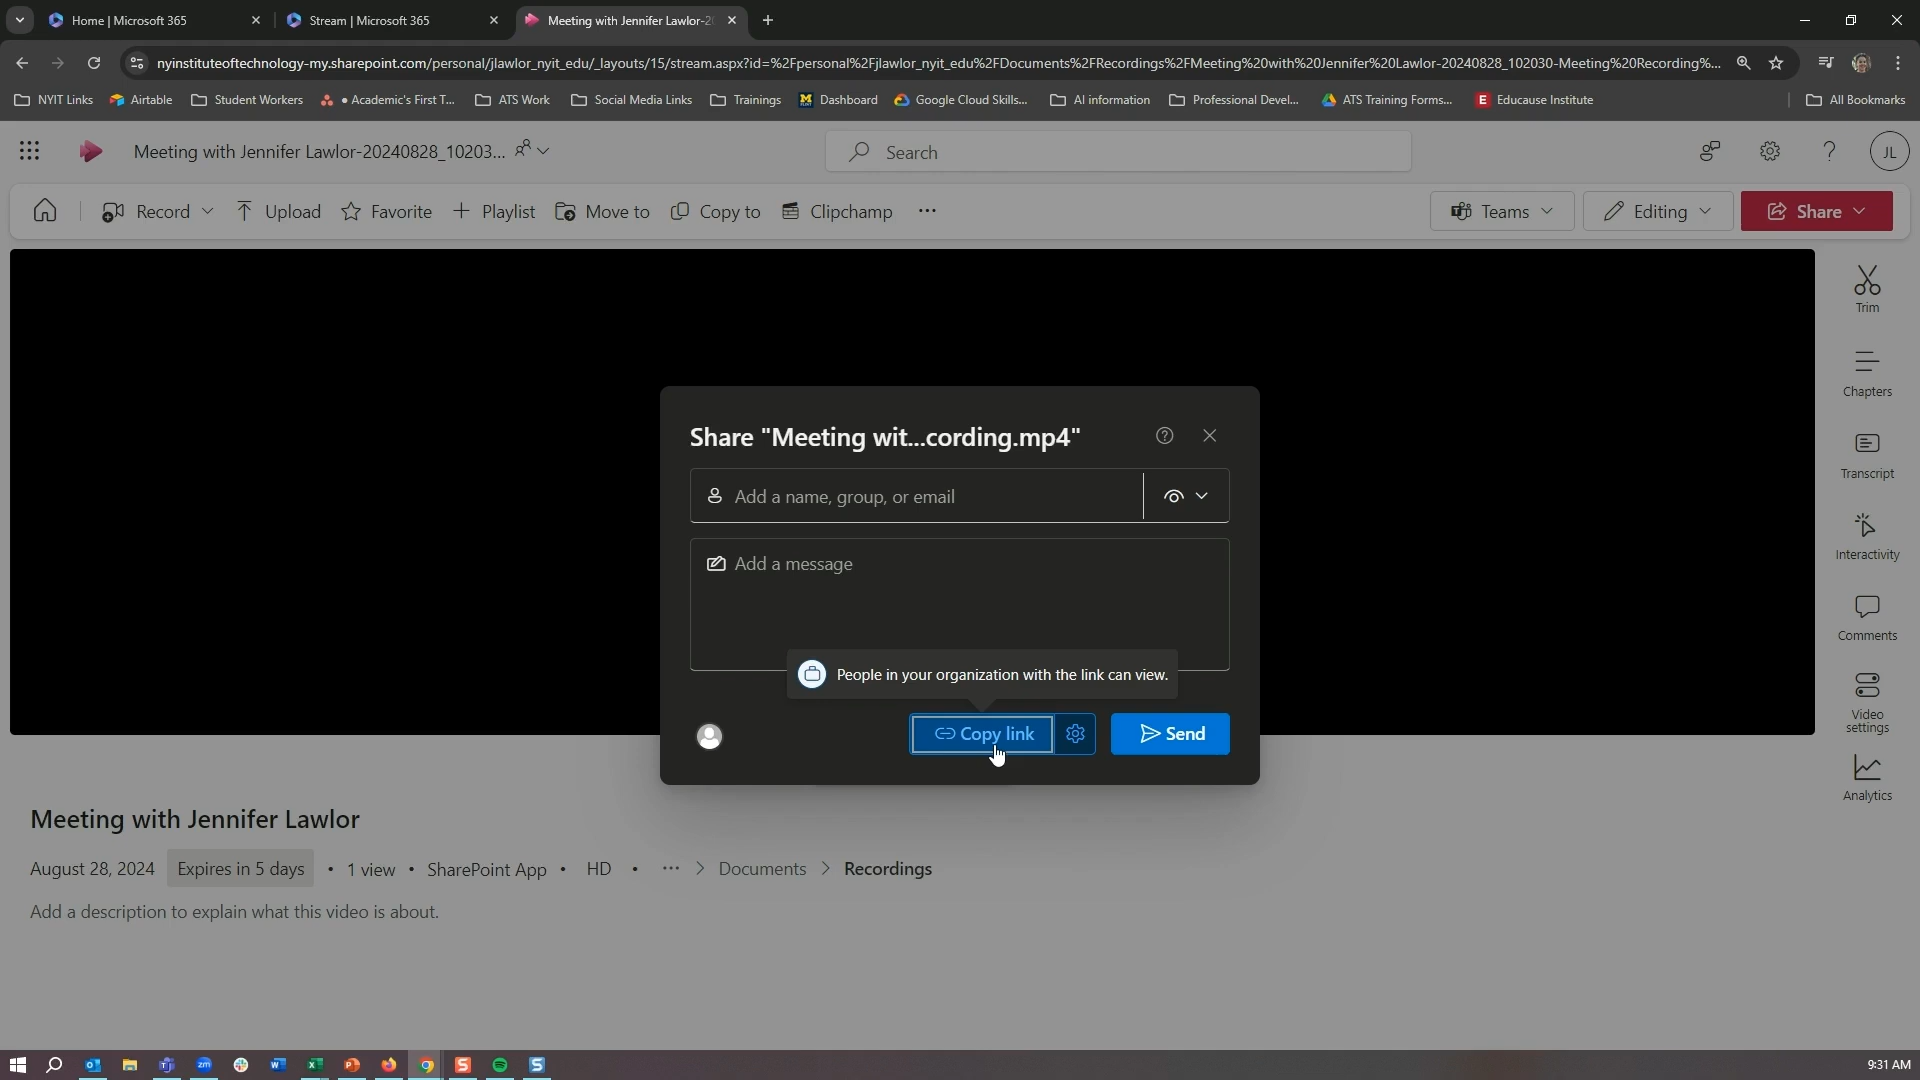 Home | Microsoft 365
Stream | Microsoft 365
Meeting with Jennifer Lawlor-2
nyinstituteoftechnology-my.sharepoint.com/personal/jlawlor_nyit_edu/_layouts/15/stream.aspx?id=%2Fpersonal%2Fjlawlor_nyit_edu%2FDocuments%2FRecordings%2FMeeting%20with%20Jennifer%20Lawlor-20240828_102030-Meeting%20Recording%...
NYIT Links
Airtable
Student Workers
• Academic's First T...
ATS Work
Social Media Links
Trainings
Dashboard
Google Cloud Skills...
AI information
Professional Devel...
ATS Training Forms...
Educause Institute
All Bookmarks
Meeting with Jennifer Lawlor-20240828_10203...
Search
JL
Record
Upload
Favorite
Playlist
Move to
Copy to
Clipchamp
Teams
Editing
Share
Trim
Chapters
Transcript
Interactivity
Comments
Video settings
Analytics
Share "Meeting wit...cording.mp4"
Add a name, group, or email
Add a message
People in your organization with the link can view.
Copy link
Send
Meeting with Jennifer Lawlor
August 28, 2024 Expires in 5 days • 1 view • SharePoint App • HD • ... > Documents > Recordings
Add a description to explain what this video is about.
9:31 AM